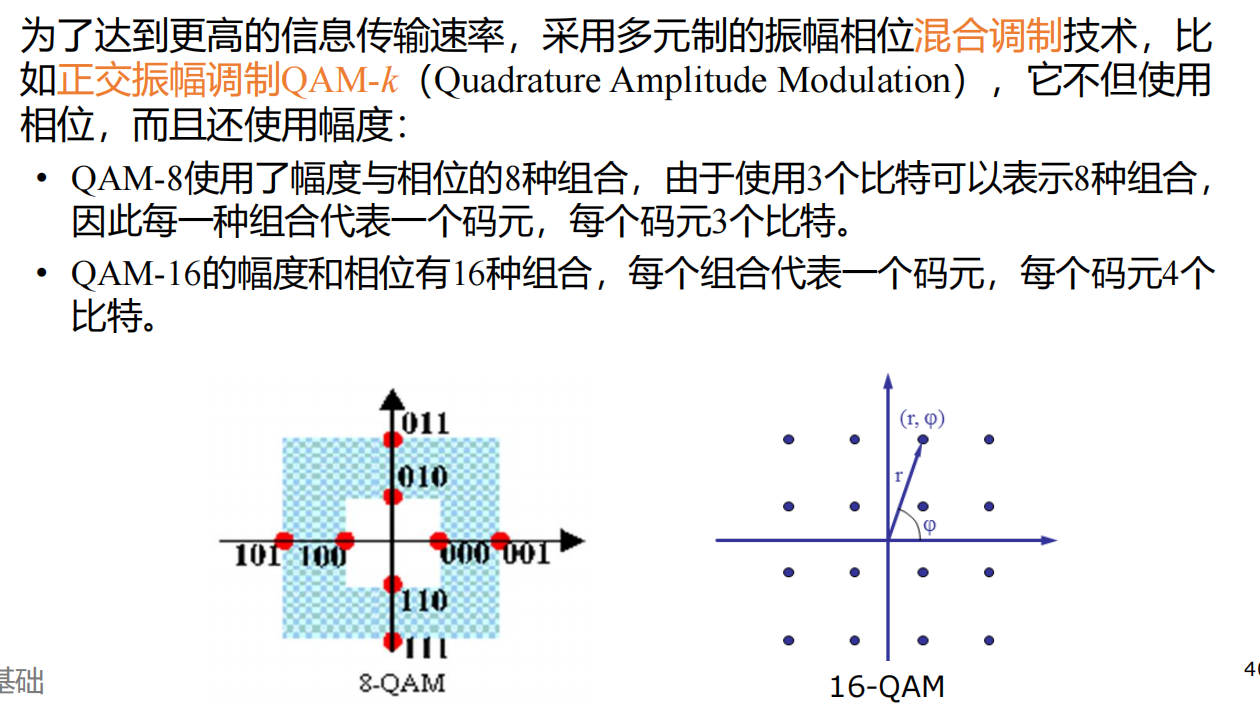 为了达到更高的信息传输速率，采用多元制的振幅相位混合调制技术，比
如正交振幅调制QAM-k（Quadrature Amplitude Modulation），它不但使用
相位，而且还使用幅度：
• QAM-8使用了幅度与相位的8种组合，由于使用3个比特可以表示8种组合，
因此每一种组合代表一个码元，每个码元3个比特。
• QAM-16的幅度和相位有16种组合，每个组合代表一个码元，每个码元4个
比特。
011
010
101 100 000 001
110
111
8-QAM
(r, φ)
r
φ
16-QAM
基础